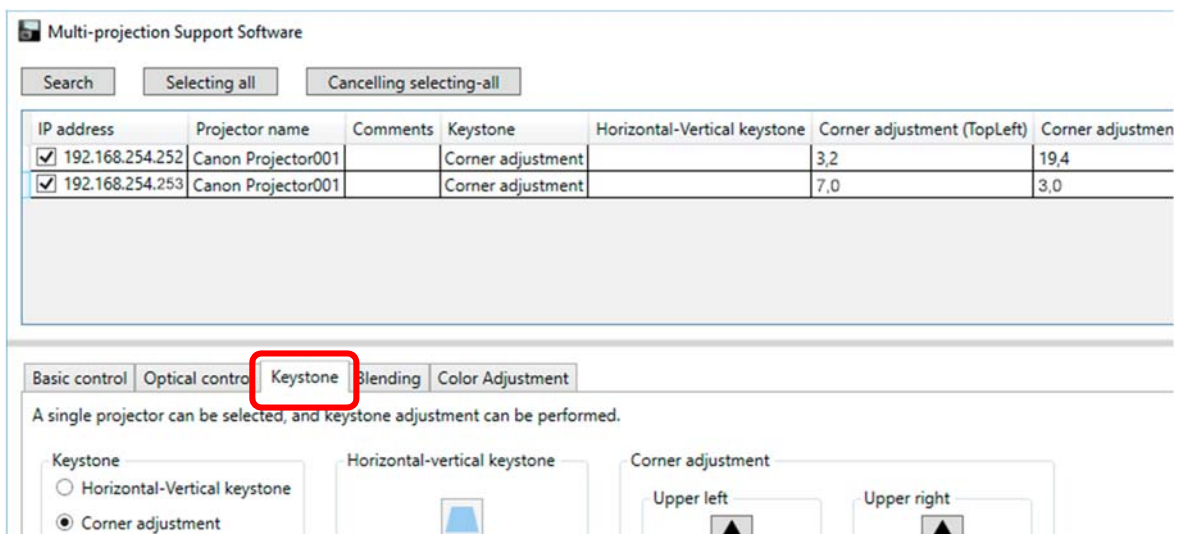 Multi-projection Support Software
Search Selecting all Cancelling selecting-all
IP address Projector name Comments Keystone Horizontal-Vertical keystone Corner adjustment (TopLeft) Corner adjustmen
192.168.254.252 Canon Projector001 Corner adjustment 3,2 19,4
192.168.254.253 Canon Projector001 Corner adjustment 7,0 3,0
Basic control Optical contro Keystone Blending Color Adjustment
A single projector can be selected, and keystone adjustment can be performed.
Keystone Horizontal-vertical keystone Corner adjustment
Horizontal-Vertical keystone Upper left Upper right
Corner adjustment